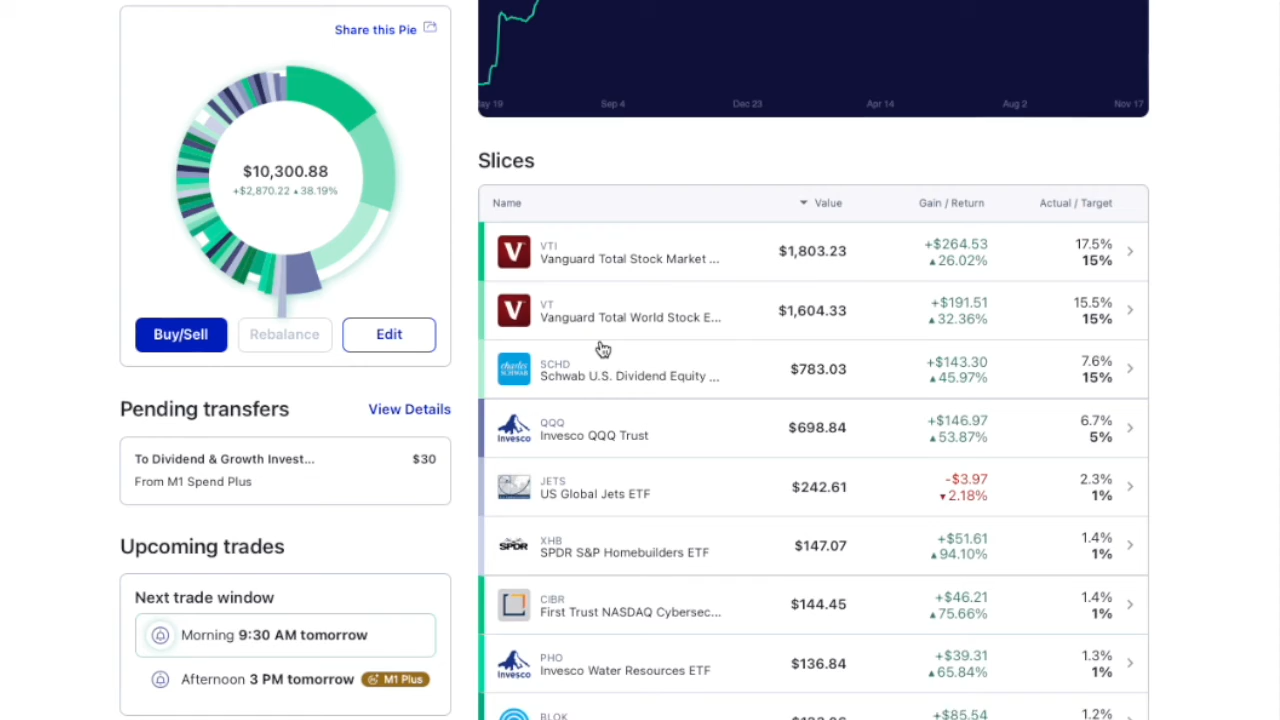 Share this Pie
$10,300.88
+$2,870.22 ▲38.19%
Buy/Sell
Rebalance
Edit
Pending transfers
View Details
To Dividend & Growth Invest...
$30
From M1 Spend Plus
Upcoming trades
Next trade window
Morning 9:30 AM tomorrow
Afternoon 3 PM tomorrow
M1 Plus
Sep 4
Dec 23
Apr 14
Aug 2
Nov 17
Slices
Name
Value
Gain / Return
Actual / Target
VTI
Vanguard Total Stock Market ...
$1,803.23
+$264.53
▲26.02%
17.5%
15%
VT
Vanguard Total World Stock E...
$1,604.33
+$191.51
▲32.36%
15.5%
15%
charles
SCHWAB
SCHD
Schwab U.S. Dividend Equity ...
$783.03
+$143.30
▲45.97%
7.6%
15%
Invesco
QQQ
Invesco QQQ Trust
$698.84
+$146.97
▲53.87%
6.7%
5%
JETS
US Global Jets ETF
$242.61
-$3.97
▼2.18%
2.3%
1%
SPDR
XHB
SPDR S&P Homebuilders ETF
$147.07
+$51.61
▲94.10%
1.4%
1%
CIBR
First Trust NASDAQ Cybersec...
$144.45
+$46.21
▲75.66%
1.4%
1%
Invesco
PHO
Invesco Water Resources ETF
$136.84
+$39.31
▲65.84%
1.3%
1%
BLOK
+$85.54
1.2%